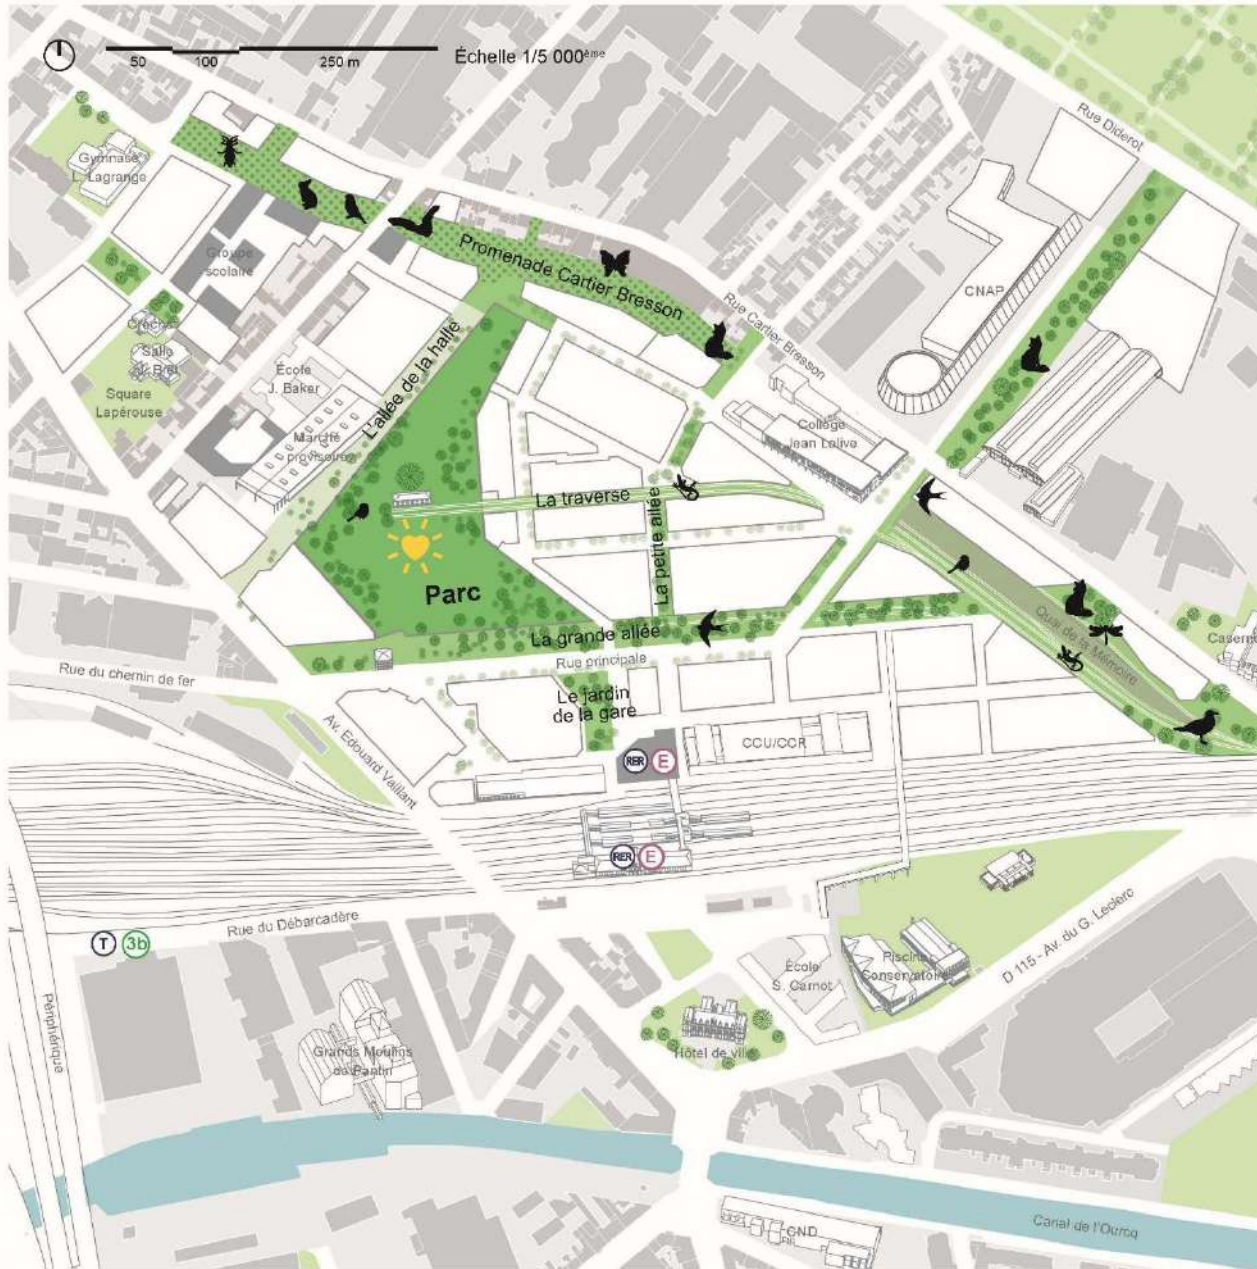 Échelle 1/5 000ème
50 100 250 m
Rue Diderot
Gymnase
L. Lagrange
Groupe
scolaire
Promenade Cartier Bresson
Rue Cartier Bresson
CNAP
Crèche
Salle
Square
Lapérouse
École
J. Baker
L'allée de la halle
Marché
provisoire
Collège
Jean Lolive
La traverse
La petite allée
Parc
La grande allée
Rue principale
Quai de la Mémoire
Rue du chemin de fer
Le jardin
de la gare
Av. Edouard Vaillant
CCU/CCR
RER E
RER E
Rue du Débarcadère
T 3b
Périphérique
École
S. Carnot
Piscine
Conservatoire
D 115 - Av. du G. Leclerc
Grands Moulins
de Pantin
Hôtel de ville
Canal de l'Ourcq
CND